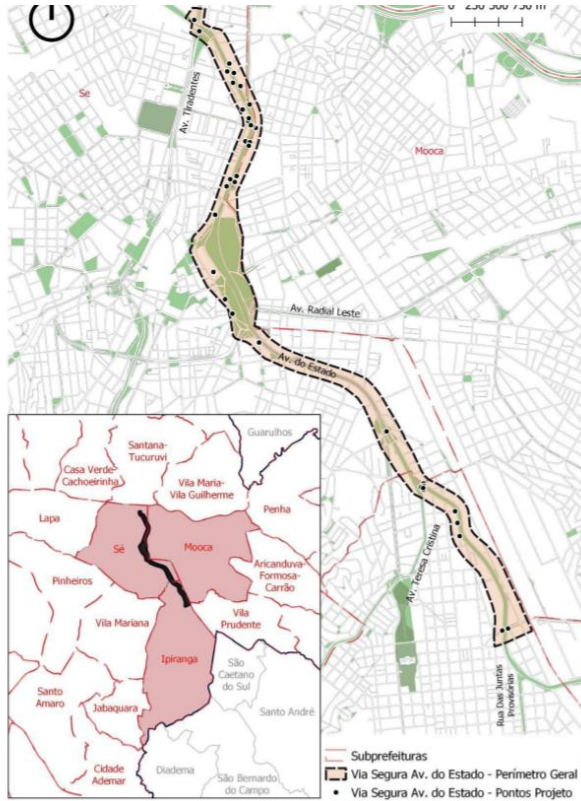 0 250 500 750 m
Av. Tiradentes
Se
Mooca
Av. Radial Leste
Av. do Estado
Av. Teresa Cristina
Rua Das Juntas
Provisórias
Guarulhos
Santana-
Tucuruvi
Casa Verde-
Cachoeirinha
Vila Maria-
Vila Guilherme
Penha
Lapa
Sé
Mooca
Aricanduva-
Formosa-
Carrão
Pinheiros
Vila Mariana
Vila
Prudente
Ipiranga
São
Caetano
do Sul
Santo
Amaro
Jabaquara
Santo André
Cidade
Ademar
Diadema
São Bernardo
do Campo
Subprefeituras
Via Segura Av. do Estado - Perímetro Geral
Via Segura Av. do Estado - Pontos Projeto